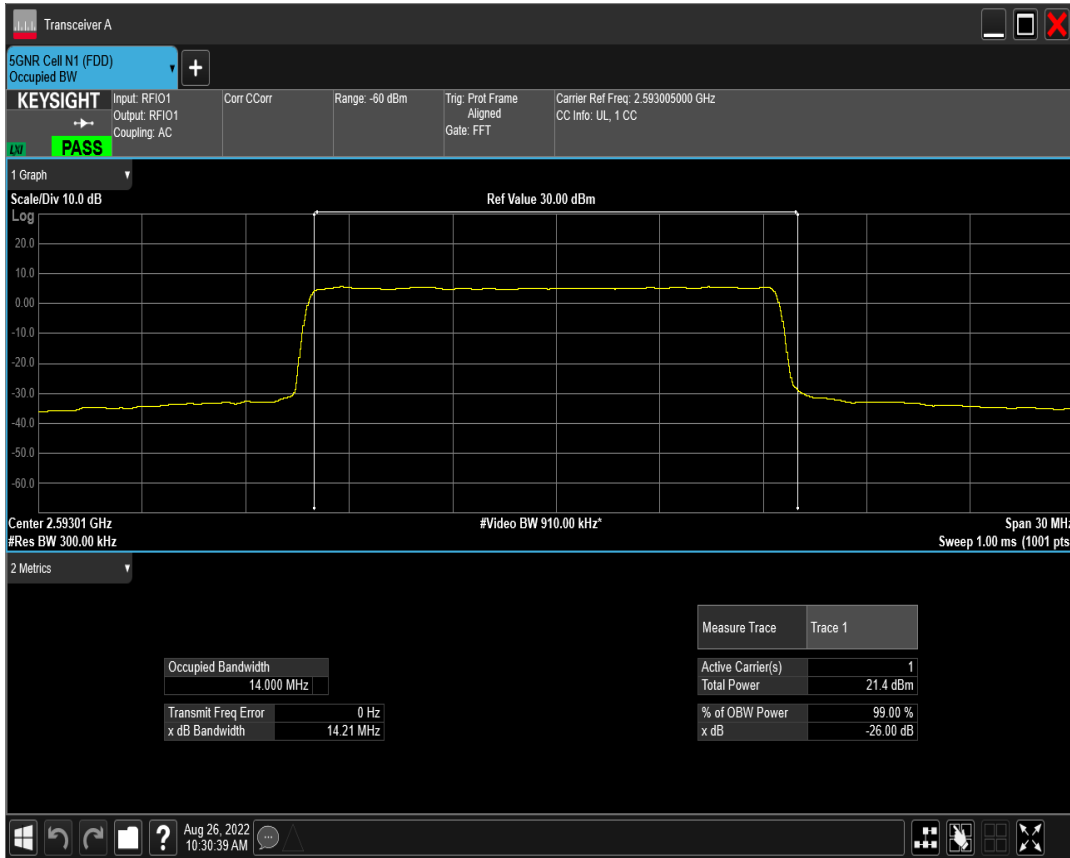 Transceiver A
5GNR Cell N1 (FDD)
Occupied BW
+
KEYSIGHT
LXI
PASS
Input: RFIO1
Output: RFIO1
Coupling: AC
Corr CCorr
Range: -60 dBm
Trig: Prot Frame
Aligned
Gate: FFT
Carrier Ref Freq: 2.593005000 GHz
CC Info: UL, 1 CC
1 Graph
Scale/Div 10.0 dB
Ref Value 30.00 dBm
Log
20.0
10.0
0.00
-10.0
-20.0
-30.0
-40.0
-50.0
-60.0
Center 2.59301 GHz
#Video BW 910.00 kHz*
Span 30 MHz
#Res BW 300.00 kHz
Sweep 1.00 ms (1001 pts
2 Metrics
Measure Trace Trace 1
Occupied Bandwidth
14.000 MHz
Active Carrier(s) 1
Total Power 21.4 dBm
Transmit Freq Error 0 Hz
x dB Bandwidth 14.21 MHz
% of OBW Power 99.00 %
x dB -26.00 dB
?
Aug 26, 2022
10:30:39 AM